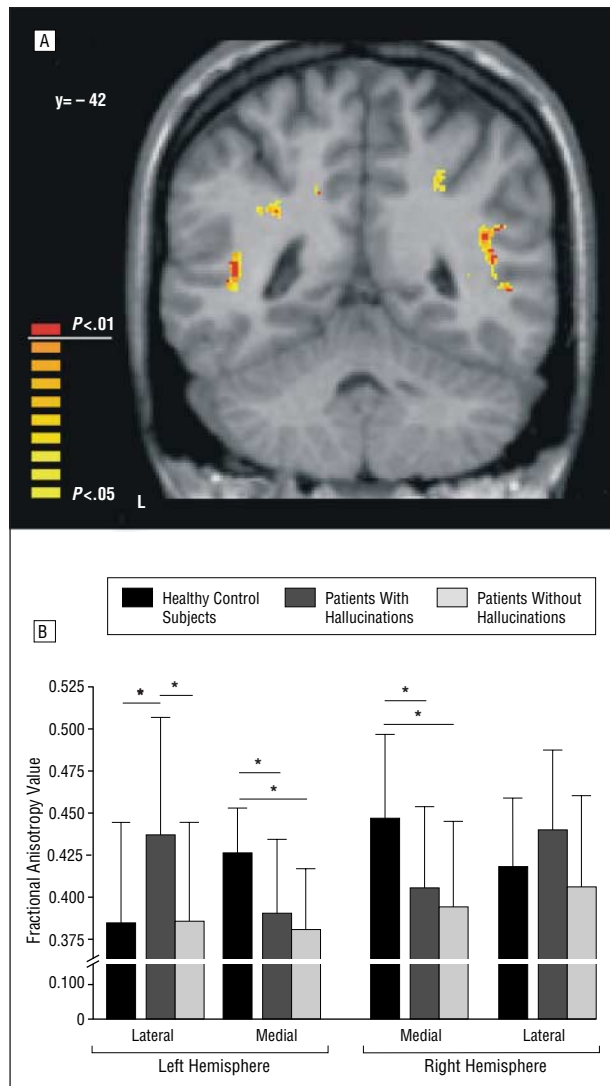 A
y= – 42
P<.01
P<.05
L
Healthy Control Subjects
Patients With Hallucinations
Patients Without Hallucinations
B
* *
* *
* *
Fractional Anisotropy Value
0.525
0.500
0.475
0.450
0.425
0.400
0.375
0.100
0
Lateral Medial Medial Lateral
Left Hemisphere Right Hemisphere